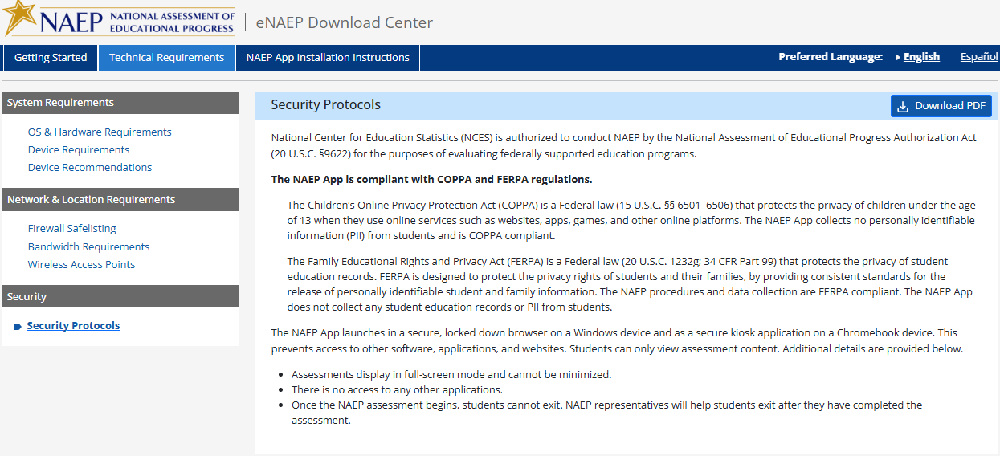 NAEP
NATIONAL ASSESSMENT OF
EDUCATIONAL PROGRESS
eNAEP Download Center
Getting Started
Technical Requirements
NAEP App Installation Instructions
Preferred Language:
English
Español
System Requirements
OS & Hardware Requirements
Device Requirements
Device Recommendations
Network & Location Requirements
Firewall Safelisting
Bandwidth Requirements
Wireless Access Points
Security
Security Protocols
Security Protocols
Download PDF
National Center for Education Statistics (NCES) is authorized to conduct NAEP by the National Assessment of Educational Progress Authorization Act
(20 U.S.C. §9622) for the purposes of evaluating federally supported education programs.
The NAEP App is compliant with COPPA and FERPA regulations.
The Children’s Online Privacy Protection Act (COPPA) is a Federal law (15 U.S.C. §§ 6501–6506) that protects the privacy of children under the age
of 13 when they use online services such as websites, apps, games, and other online platforms. The NAEP App collects no personally identifiable
information (PII) from students and is COPPA compliant.
The Family Educational Rights and Privacy Act (FERPA) is a Federal law (20 U.S.C. 1232g; 34 CFR Part 99) that protects the privacy of student
education records. FERPA is designed to protect the privacy rights of students and their families, by providing consistent standards for the
release of personally identifiable student and family information. The NAEP procedures and data collection are FERPA compliant. The NAEP App
does not collect any student education records or PII from students.
The NAEP App launches in a secure, locked down browser on a Windows device and as a secure kiosk application on a Chromebook device. This
prevents access to other software, applications, and websites. Students can only view assessment content. Additional details are provided below.
• Assessments display in full-screen mode and cannot be minimized.
• There is no access to any other applications.
• Once the NAEP assessment begins, students cannot exit. NAEP representatives will help students exit after they have completed the
assessment.